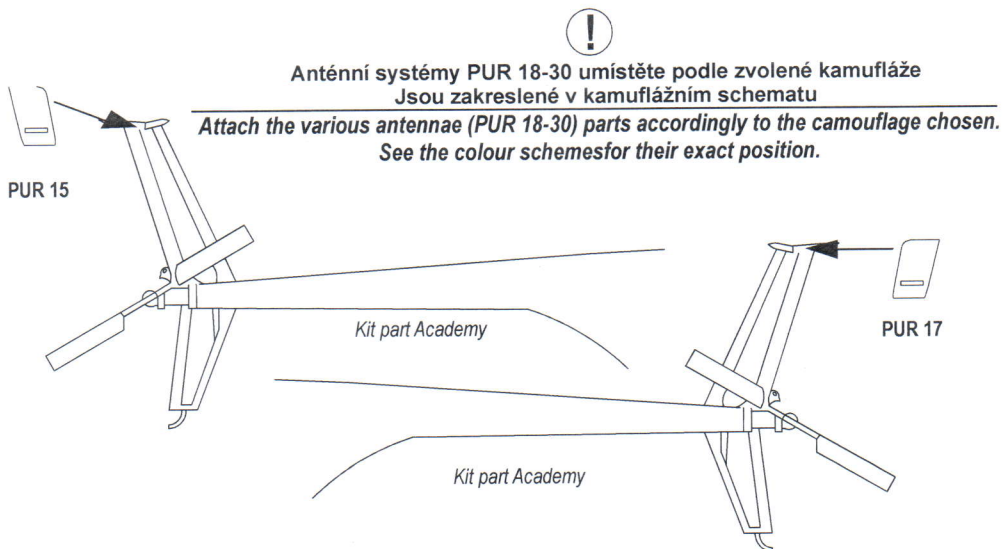 !
Anténní systémy PUR 18-30 umístěte podle zvolené kamufláže
Jsou zakreslené v kamuflážním schematu
Attach the various antennae (PUR 18-30) parts accordingly to the camouflage chosen.
See the colour schemesfor their exact position.
PUR 15
Kit part Academy
PUR 17
Kit part Academy